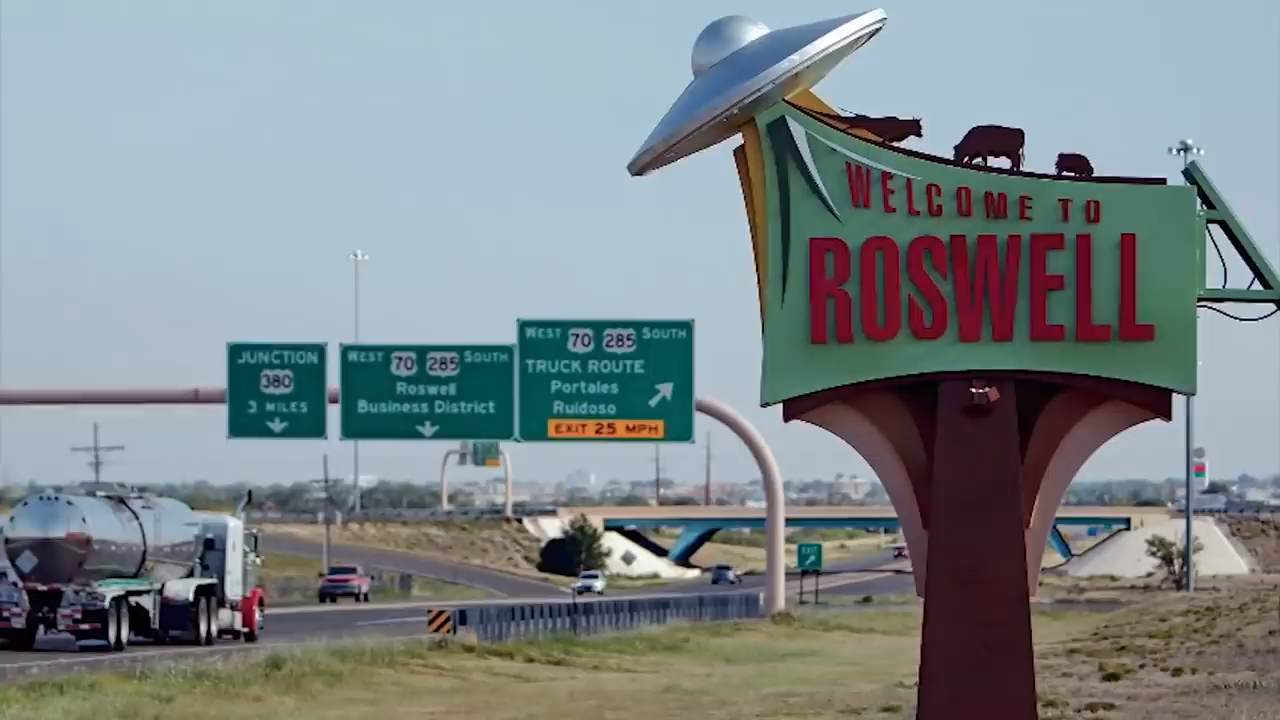 WELCOME TO
ROSWELL
JUNCTION
380
3 MILES
WEST 70 285 SOUTH
Roswell
Business District
WEST 70 285 SOUTH
TRUCK ROUTE
Portales
Ruidoso
EXIT 25 MPH
EXIT